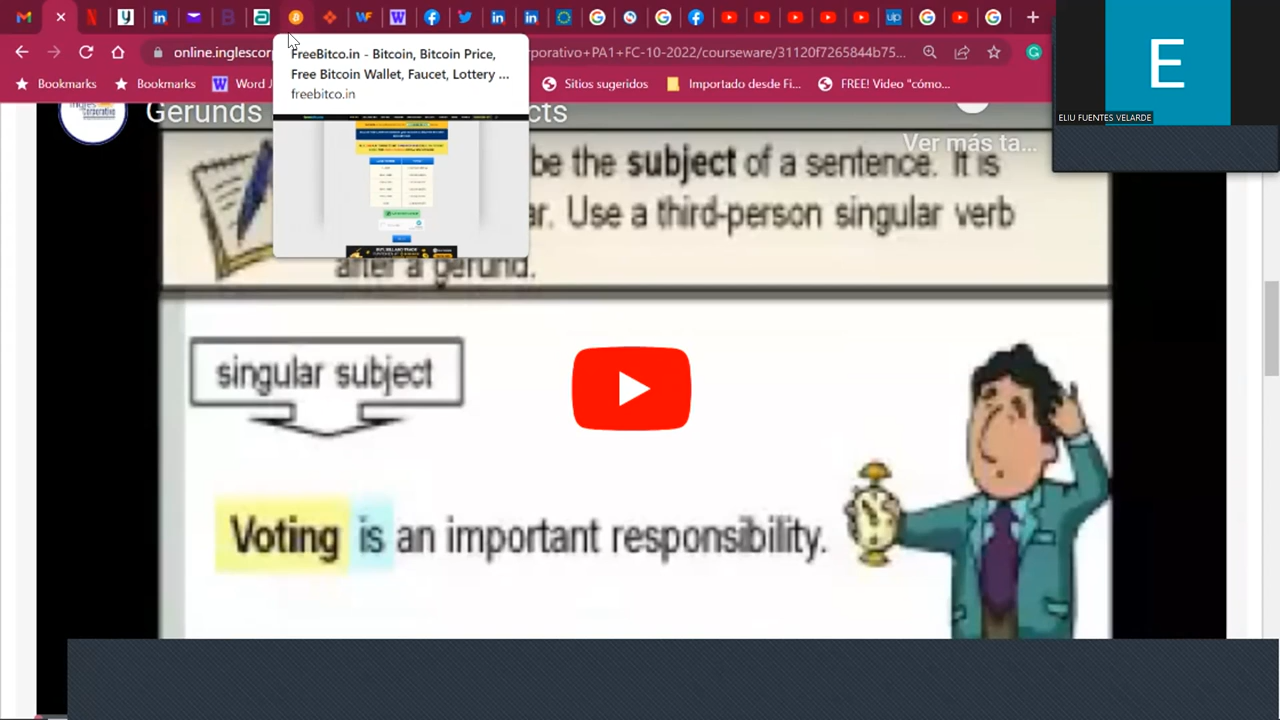 online.inglescor
rporativo+PA1+FC-10-2022/courseware/31120f7265844b75...
Bookmarks
Bookmarks
Word J
Sitios sugeridos
Importado desde Fi...
FREE! Video "cómo...
FreeBitco.in - Bitcoin, Bitcoin Price,
Free Bitcoin Wallet, Faucet, Lottery ...
freebitco.in
E
ELIU FUENTES VELARDE
Gerunds
cts
Ver más ta...
be the subject of a sentence. It is
ar. Use a third-person singular verb
after a gerund.
singular subject
Voting is an important responsibility.